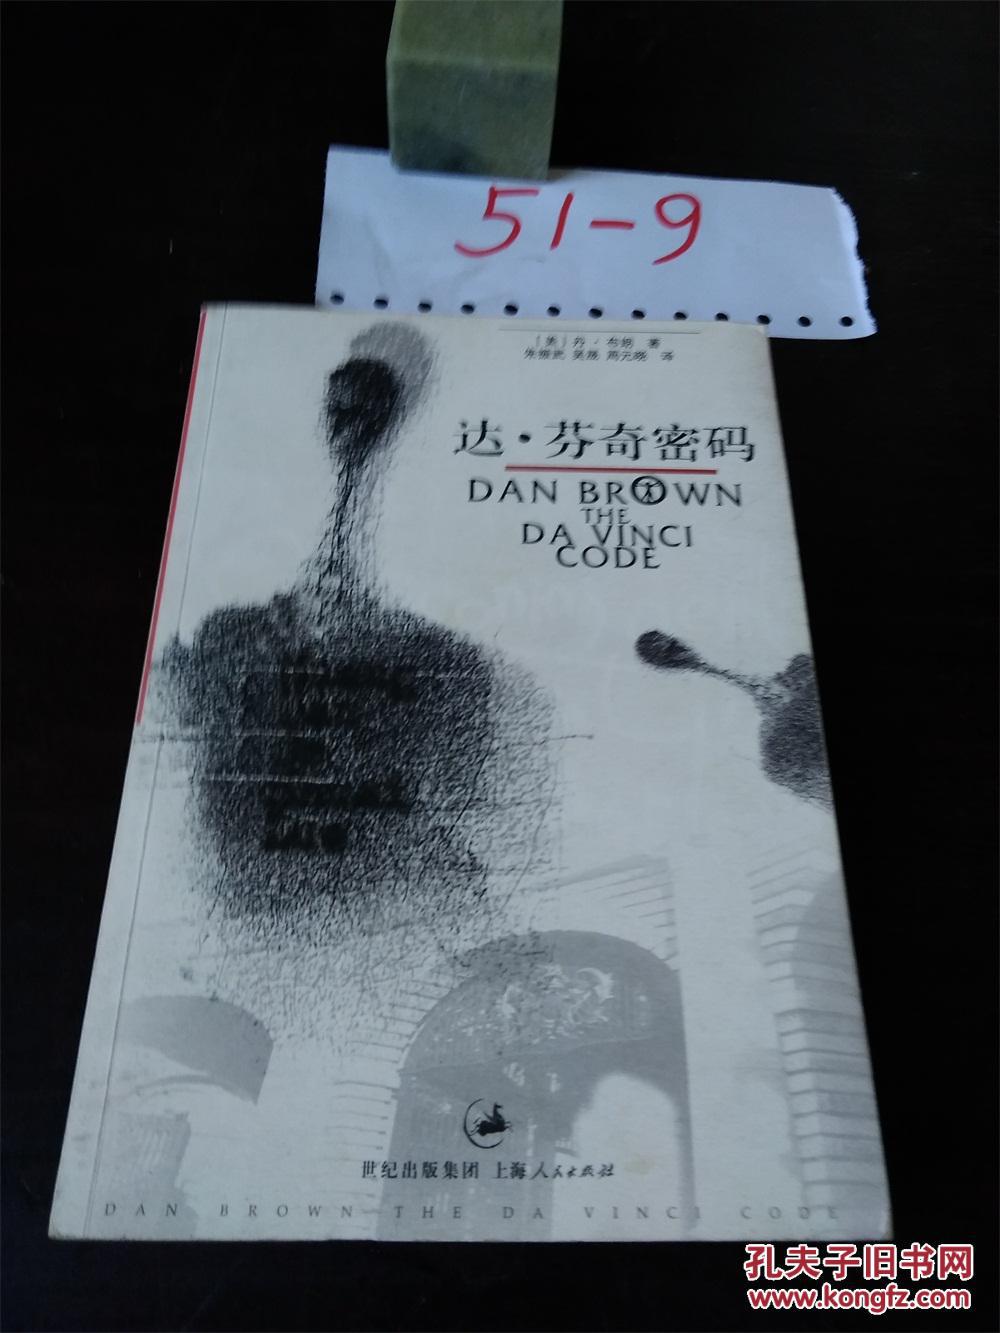 51-9
[美]丹·布朗 著
朱振武 吴晟 周元晓 译
达·芬奇密码
DAN BROWN
THE
DA VINCI
CODE
世纪出版集团 上海人民出版社
DAN BROWN THE DA VINCI CODE
孔夫子旧书网
www.kongfz.com